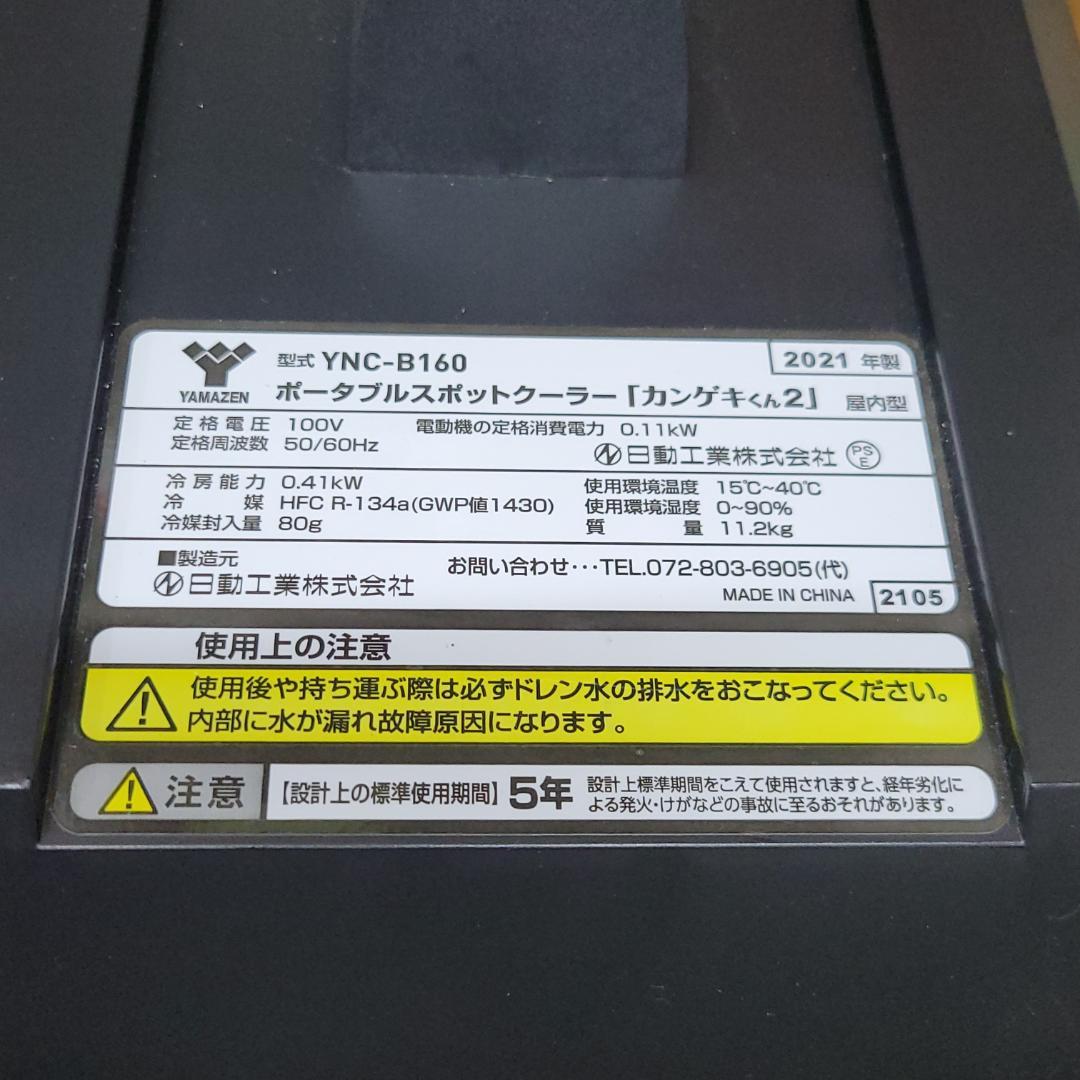 YAMAZEN
型式 YNC-B160
2021 年製
ポータブルスポットクーラー「カンゲキくん2」 屋内型
定格電圧 100V 電動機の定格消費電力 0.11kW
定格周波数 50/60Hz
日動工業株式会社 PSE
冷房能力 0.41kW 使用環境温度 15℃~40℃
冷媒 HFC R-134a(GWP値1430) 使用環境湿度 0~90%
冷媒封入量 80g 質量 11.2kg
■製造元
日動工業株式会社
お問い合わせ･･･TEL.072-803-6905(代)
MADE IN CHINA 2105
使用上の注意
使用後や持ち運ぶ際は必ずドレン水の排水をおこなってください。
内部に水が漏れ故障原因になります。
注意 【設計上の標準使用期間】 5年
設計上標準期間をこえて使用されますと、経年劣化に
よる発火・けがなどの事故に至るおそれがあります。